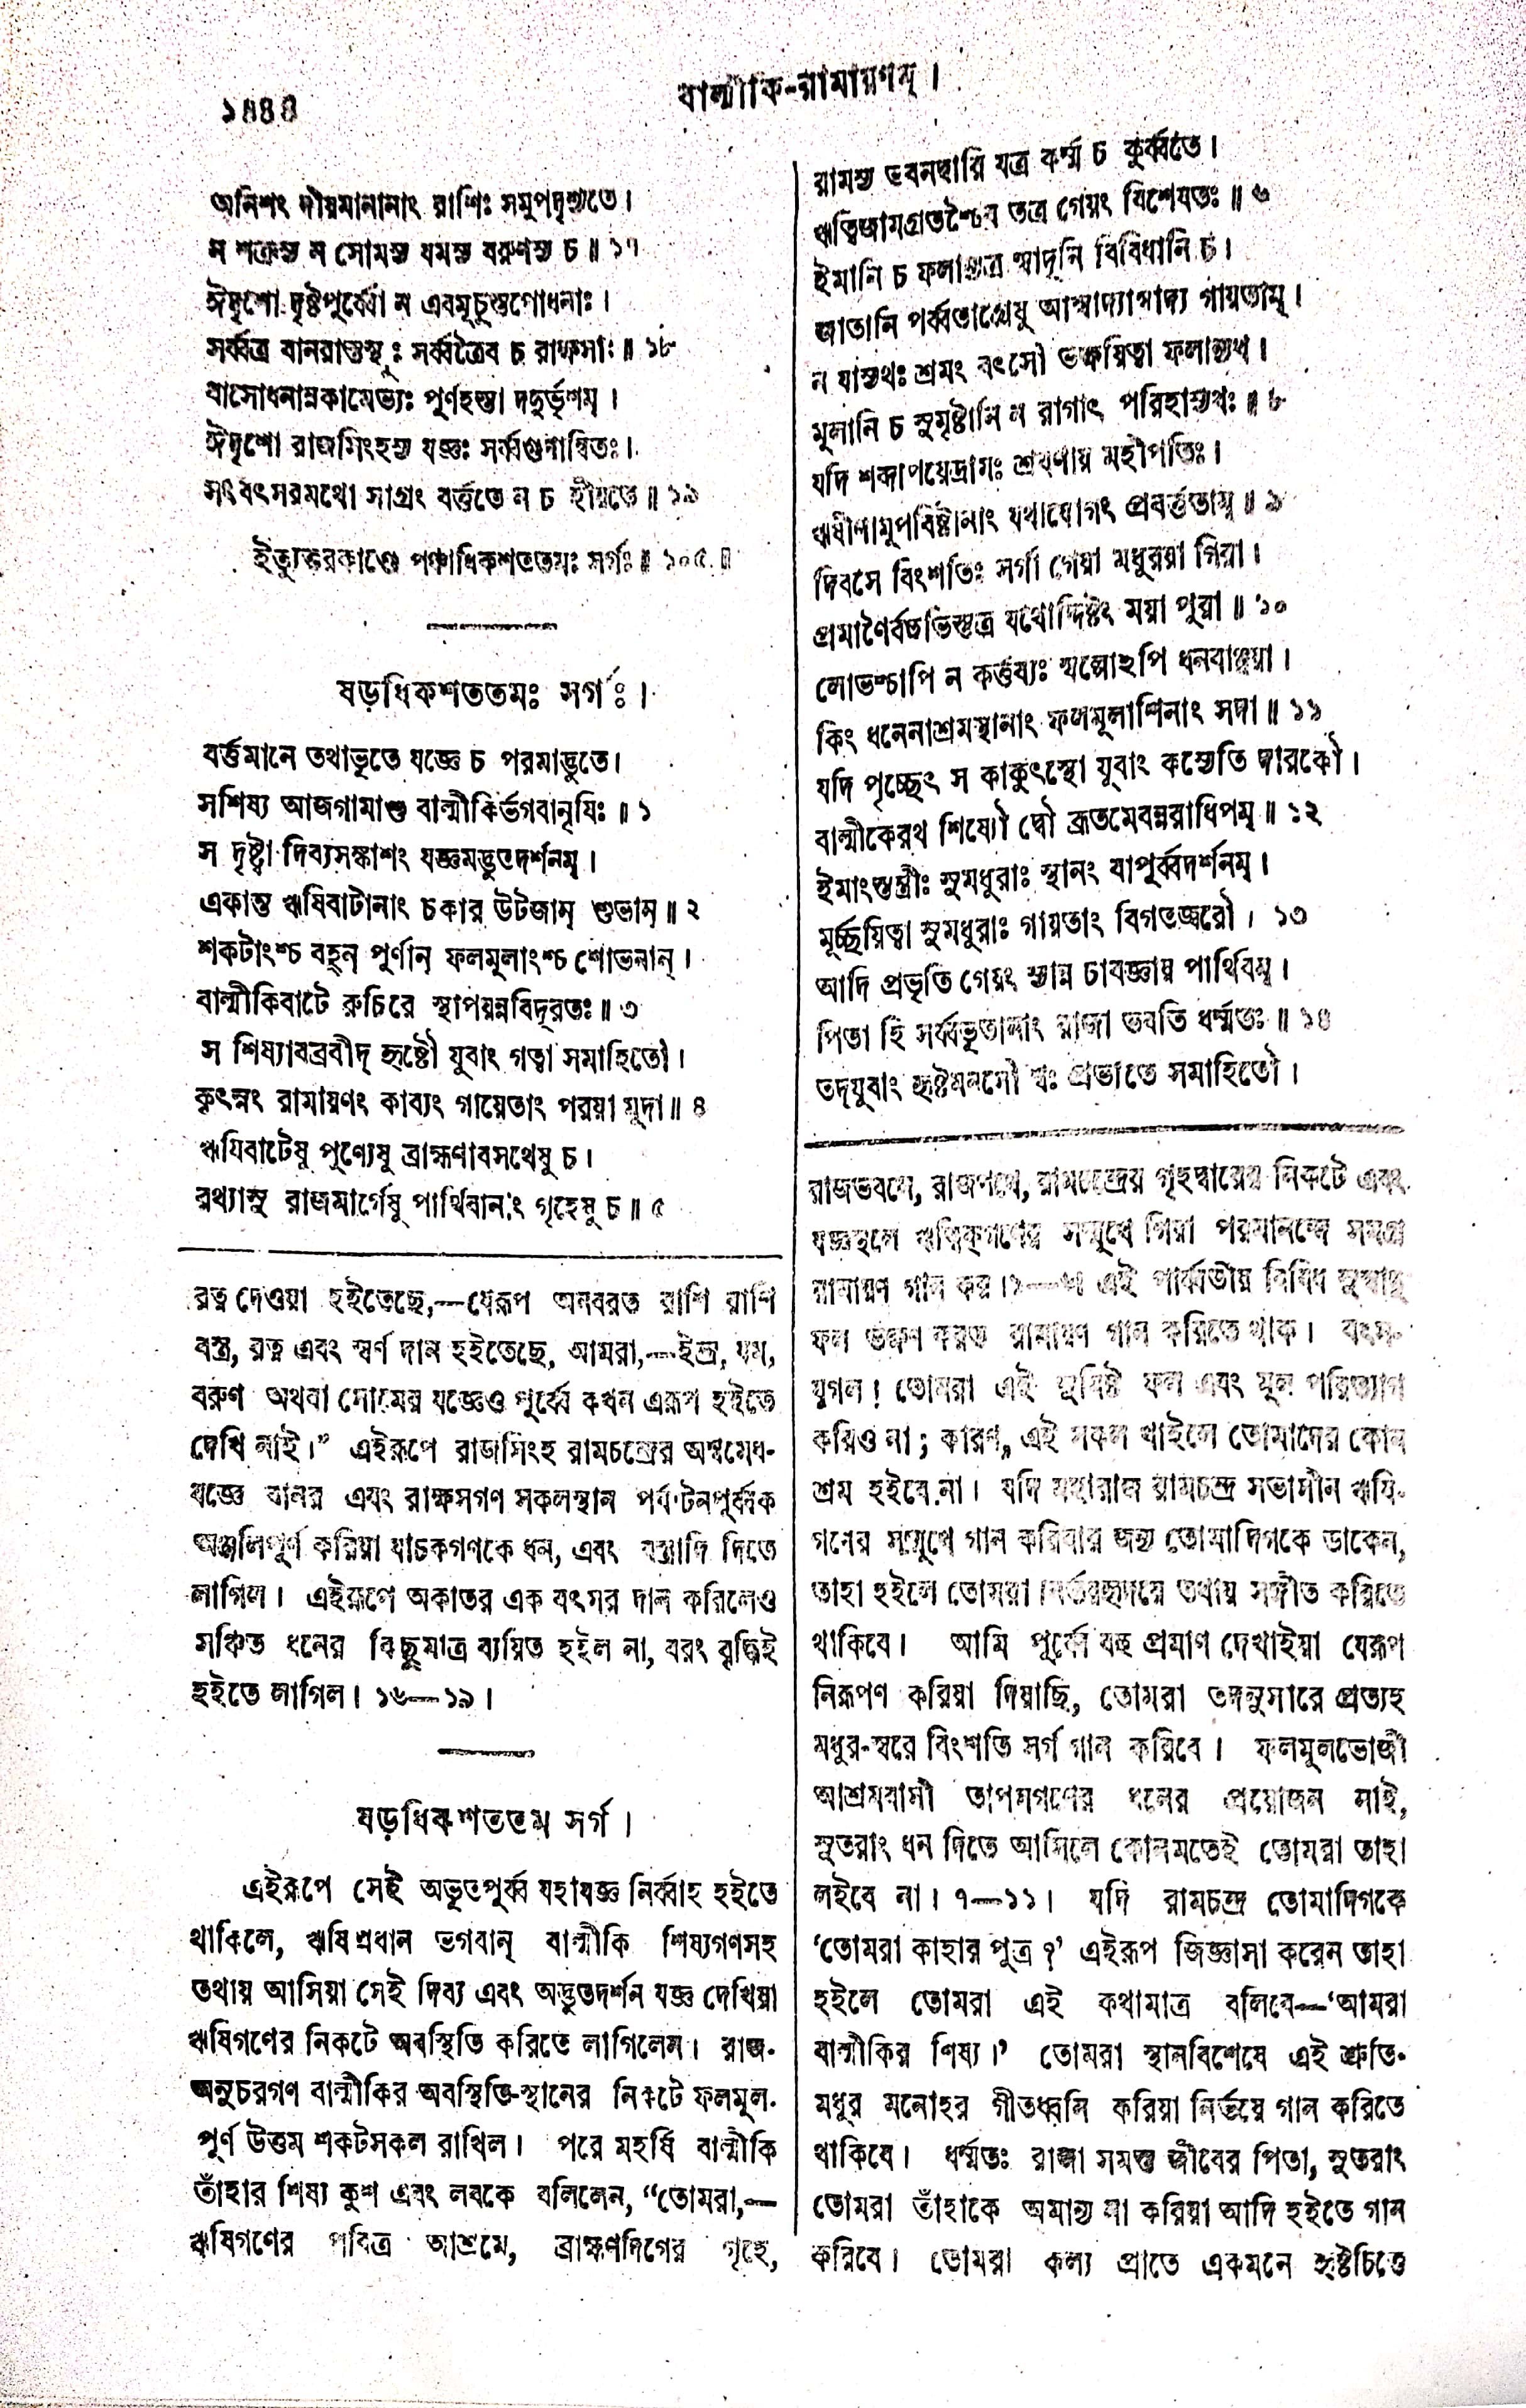 ১৪৪৪
বাল্মীকি-রামায়ণম্।
অনিশং দীয়মানানাং রাশিঃ সমুপদৃশ্যতে।
ন শক্রস্য ন সোমস্য যমস্য বরুণস্য চ॥ ১৭
ঈদৃশো দৃষ্টপূর্ব্বো ন এবমূচুস্তপোধনাঃ।
সর্ব্বত্র বানরাস্তস্থুঃ সর্ব্বত্রৈব চ রাক্ষসাঃ॥ ১৮
বাসোধনান্নকামেভ্যঃ পূর্ণহস্তা দদুর্ভৃশম্।
ঈদৃশো রাজসিংহস্য যজ্ঞঃ সর্ব্বগুণান্বিতঃ।
সংবৎসরমথো সাগ্রং বর্ত্ততে ন চ হীয়তে॥ ১৯
ইত্যুত্তরকাণ্ডে পঞ্চাধিকশততমঃ সর্গঃ॥ ১০৫॥
ষড়ধিকশততমঃ সর্গঃ।
বর্ত্তমানে তথাভূতে যজ্ঞে চ পরমাদ্ভুতে।
সশিষ্য আজগামাশু বাল্মীকির্ভগবানৃষিঃ॥ ১
স দৃষ্ট্বা দিব্যসঙ্কাশং যজ্ঞমদ্ভুতদর্শনম্।
একান্ত ঋষিবাটানাং চকার উটজান্ শুভান্॥ ২
শকটাংশ্চ বহূন্ পূর্ণান্ ফলমূলাংশ্চ শোভনান্।
বাল্মীকিবাটে রুচিরে স্থাপয়ন্নবিদূরতঃ॥ ৩
স শিষ্যাবব্রবীদ্ হৃষ্টৌ যুবাং গত্বা সমাহিতৌ।
কৃৎস্নং রামায়ণং কাব্যং গায়েতাং পরয়া মুদা॥ ৪
ঋষিবাটেষু পুণ্যেষু ব্রাহ্মণাবসথেষু চ।
রথ্যাসু রাজমার্গেষু পার্থিবানাং গৃহেষু চ॥ ৫
রত্ন দেওয়া হইতেছে,—যেরূপ অনবরত রাশি রাশি
বস্ত্র, রত্ন এবং স্বর্ণ দান হইতেছে, আমরা,—ইন্দ্র, যম,
বরুণ অথবা সোমের যজ্ঞেও পূর্ব্বে কখন এরূপ হইতে
দেখি নাই।” এইরূপে রাজসিংহ রামচন্দ্রের অশ্বমেধ-
যজ্ঞে বানর এবং রাক্ষসগণ সকলস্থান পর্য্যটনপূর্ব্বক
অঞ্জলিপূর্ণ করিয়া যাচকগণকে ধন, এবং বস্ত্রাদি দিতে
লাগিল। এইরূপে অকাতর এক বৎসর দান করিলেও
সঞ্চিত ধনের কিছুমাত্র ব্যয়িত হইল না, বরং বৃদ্ধিই
হইতে লাগিল। ১৬—১৯।
ষড়ধিকশততম সর্গ।
এইরূপে সেই অভূতপূর্ব্ব মহাযজ্ঞ নির্ব্বাহ হইতে
থাকিলে, ঋষিপ্রধান ভগবান্ বাল্মীকি শিষ্যগণসহ
তথায় আসিয়া সেই দিব্য এবং অদ্ভুতদর্শন যজ্ঞ দেখিয়া
ঋষিগণের নিকটে অবস্থিতি করিতে লাগিলেন। রাজ-
অনুচরগণ বাল্মীকির অবস্থিতি-স্থানের নিকটে ফলমূল-
পূর্ণ উত্তম শকটসকল রাখিল। পরে মহর্ষি বাল্মীকি
তাঁহার শিষ্য কুশ এবং লবকে বলিলেন, “তোমরা,—
ঋষিগণের পবিত্র আশ্রমে, ব্রাহ্মণদিগের গৃহে,
রামস্য ভবনদ্বারি যত্র কর্ম্ম চ কুর্ব্বতে।
ঋত্বিজামগ্রতশ্চৈব তত্র গেয়ং বিশেষতঃ॥ ৬
ইমানি চ ফলান্যত্র স্বাদূনি বিবিধানি চ।
জাতানি পর্ব্বতাগ্রেষু আস্বাদ্যাস্বাদ্য গায়তাম্।
ন যাস্যথঃ শ্রমং বৎসৌ ভক্ষয়িত্বা ফলান্যথ।
মূলানি চ সুমৃষ্টানি ন রাগাৎ পরিহাস্যথঃ॥ ৮
যদি শব্দাপয়েদ্রামঃ শ্রবণায় মহীপতিঃ।
ঋষীণামুপবিষ্টানাং যথাযোগং প্রবর্ত্ততাম্॥ ৯
দিবসে বিংশতিঃ সর্গা গেয়া মধুরয়া গিরা।
প্রমাণৈর্বহুভিস্তত্র যথোদ্দিষ্টং ময়া পুরা॥ ১০
লোভশ্চাপি ন কর্ত্তব্যঃ স্বল্পোঽপি ধনবাঞ্ছয়া।
কিং ধনেনাশ্রমস্থানাং ফলমূলাশিনাং সদা॥ ১১
যদি পৃচ্ছেৎ স কাকুৎস্থো যুবাং কস্যেতি দারকৌ।
বাল্মীকেরথ শিষ্যৌ দ্বৌ ব্রূতমেবন্নরাধিপম্॥ ১২
ইমাংস্তন্ত্রীঃ সুমধুরাঃ স্থানং বাপূর্ব্বদর্শনম্।
মূর্চ্ছয়িত্বা সুমধুরাঃ গায়তাং বিগতজ্বরৌ। ১৩
আদি প্রভৃতি গেয়ং স্যান্ন চাবজ্ঞায় পার্থিবম্।
পিতা হি সর্ব্বভূতানাং রাজা ভবতি ধর্ম্মতঃ॥ ১৪
তদ্‌যুবাং হৃষ্টমনসৌ শ্বঃ প্রভাতে সমাহিতৌ।
রাজভবনে, রাজপথে, রামচন্দ্রের গৃহদ্বারের নিকটে এবং
যজ্ঞস্থলে ঋত্বিক্‌গণের সম্মুখে গিয়া পরমানন্দে সমগ্র
রামায়ণ গান কর। ১—৬। এই পার্ব্বতীয় বিবিধ সুস্বাদু
ফল ভক্ষণ করত রামায়ণ গান করিতে থাক। বৎস-
যুগল! তোমরা এই সুমিষ্ট ফল এবং মূল পরিত্যাগ
করিও না; কারণ, এই সকল খাইলে তোমাদের কোন
শ্রম হইবে না। যদি মহারাজ রামচন্দ্র সভাসীন ঋষি-
গণের সম্মুখে গান করিবার জন্য তোমাদিগকে ডাকেন,
তাহা হইলে তোমরা নির্ভয়হৃদয়ে তথায় সঙ্গীত করিতে
থাকিবে। আমি পূর্ব্বে বহু প্রমাণ দেখাইয়া যেরূপ
নিরূপণ করিয়া দিয়াছি, তোমরা তদনুসারে প্রত্যহ
মধুর-স্বরে বিংশতি সর্গ গান করিবে। ফলমূলভোজী
আশ্রমবাসী তাপসগণের ধনের প্রয়োজন নাই,
সুতরাং ধন দিতে আসিলে কোনমতেই তোমরা তাহা
লইবে না। ৭—১১। যদি রামচন্দ্র তোমাদিগকে
‘তোমরা কাহার পুত্র?’ এইরূপ জিজ্ঞাসা করেন তাহা
হইলে তোমরা এই কথামাত্র বলিবে—‘আমরা
বাল্মীকির শিষ্য।’ তোমরা স্থানবিশেষে এই শ্রুতি-
মধুর মনোহর গীতধ্বনি করিয়া নির্ভয়ে গান করিতে
থাকিবে। ধর্ম্মতঃ রাজা সমস্ত জীবের পিতা, সুতরাং
তোমরা তাঁহাকে অমান্য না করিয়া আদি হইতে গান
করিবে। তোমরা কল্য প্রাতে একমনে হৃষ্টচিত্তে